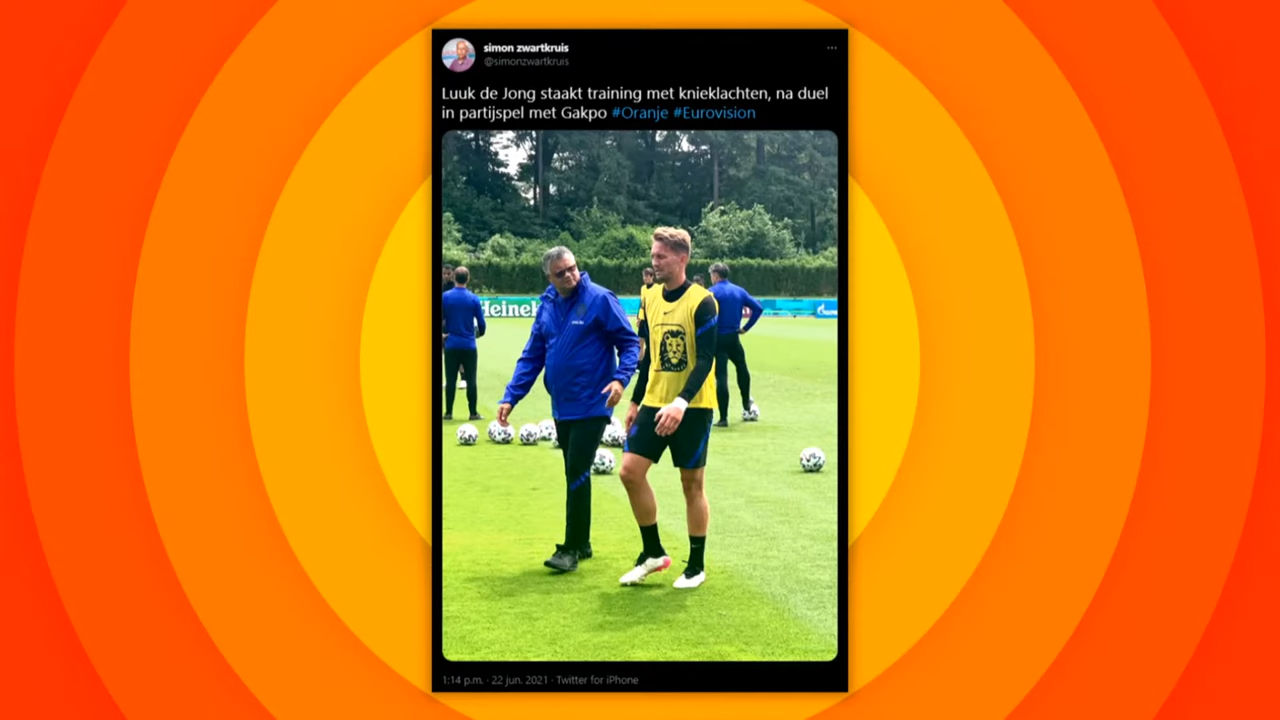 simon zwartkruis
@simonzwartkruis
Luuk de Jong staakt training met knieklachten, na duel
in partijspel met Gakpo #Oranje #Eurovision
1:14 p.m. · 22 jun. 2021 · Twitter for iPhone